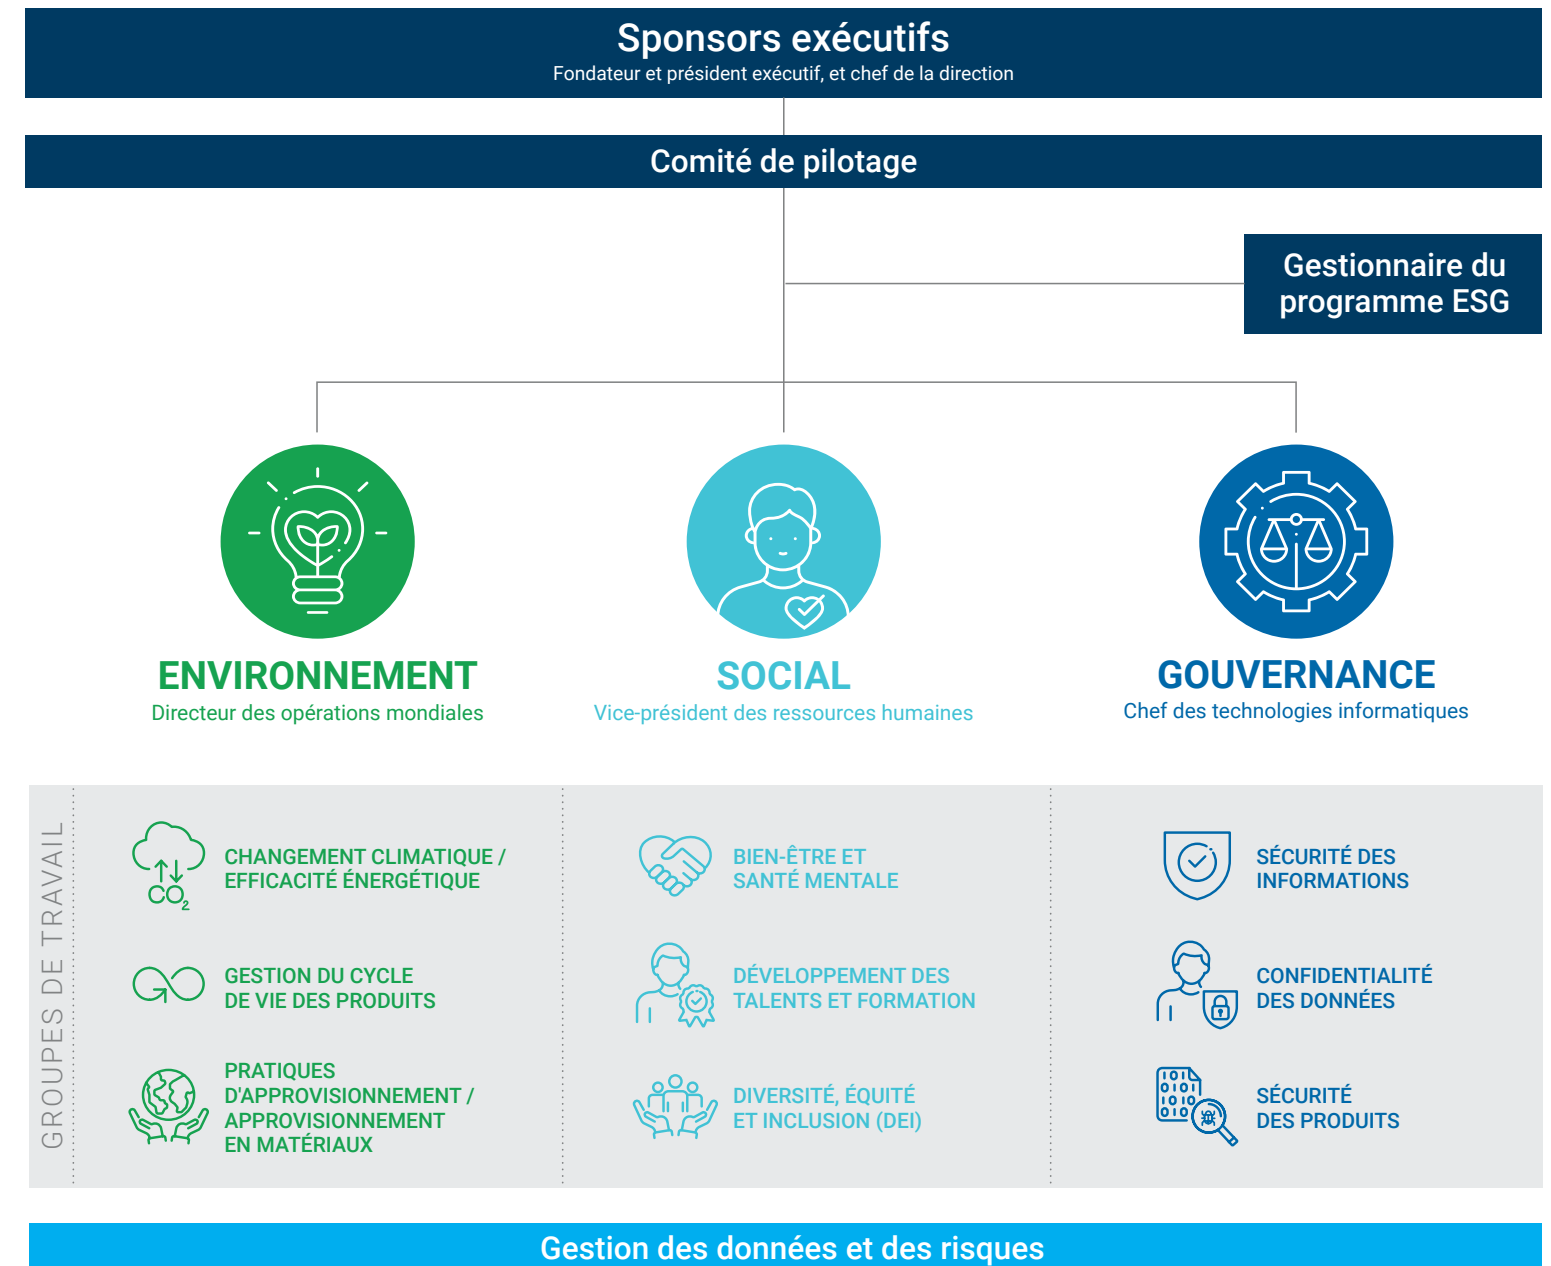 Sponsors exécutifs
Fondateur et président exécutif, et chef de la direction
Comité de pilotage
Gestionnaire du
programme ESG
ENVIRONNEMENT
Directeur des opérations mondiales
SOCIAL
Vice-président des ressources humaines
GOUVERNANCE
Chef des technologies informatiques
GROUPES DE TRAVAIL
CO2
CHANGEMENT CLIMATIQUE /
EFFICACITÉ ÉNERGÉTIQUE
GESTION DU CYCLE
DE VIE DES PRODUITS
PRATIQUES
D'APPROVISIONNEMENT /
APPROVISIONNEMENT
EN MATÉRIAUX
BIEN-ÊTRE ET
SANTÉ MENTALE
DÉVELOPPEMENT DES
TALENTS ET FORMATION
DIVERSITÉ, ÉQUITÉ
ET INCLUSION (DEI)
SÉCURITÉ DES
INFORMATIONS
CONFIDENTIALITÉ
DES DONNÉES
SÉCURITÉ
DES PRODUITS
Gestion des données et des risques